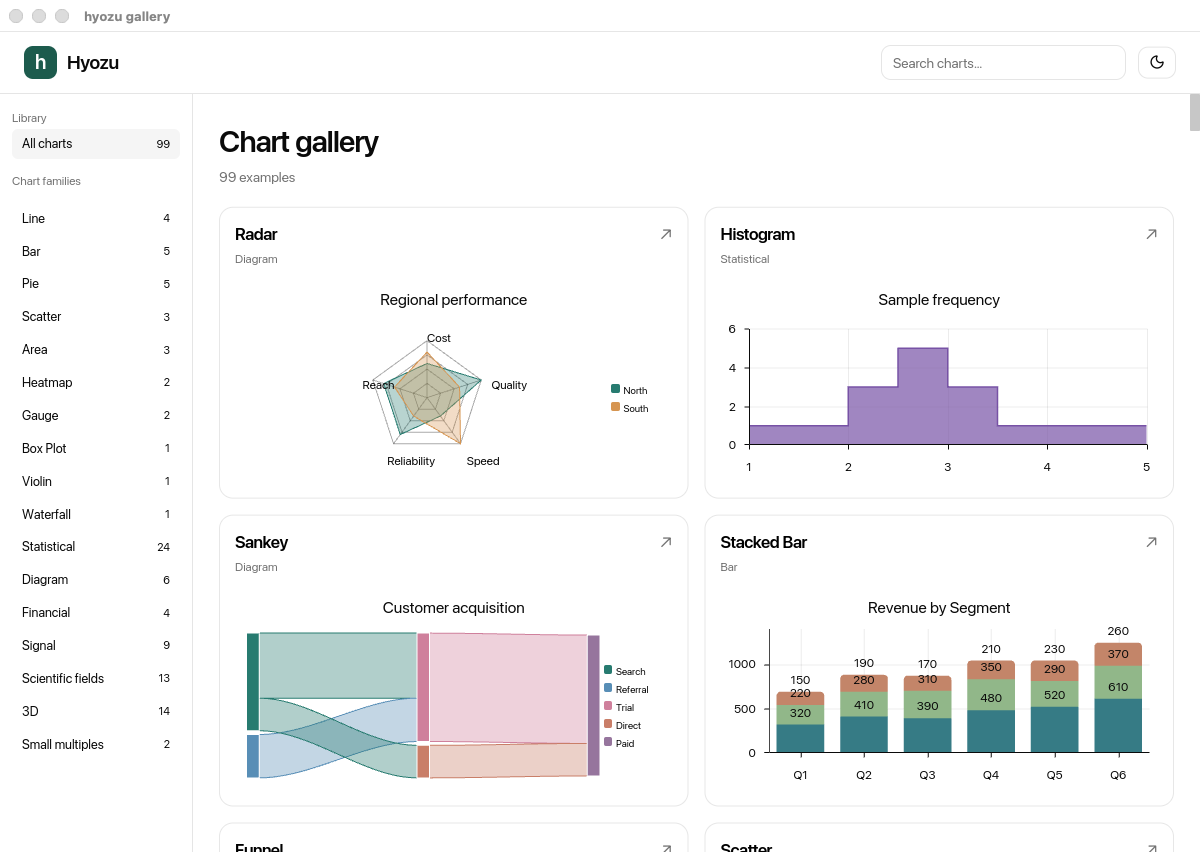 hyozu gallery
h Hyozu
Search charts...
Library
All charts 99
Chart families
Line 4
Bar 5
Pie 5
Scatter 3
Area 3
Heatmap 2
Gauge 2
Box Plot 1
Violin 1
Waterfall 1
Statistical 24
Diagram 6
Financial 4
Signal 9
Scientific fields 13
3D 14
Small multiples 2
Chart gallery
99 examples
Radar
Diagram
Regional performance
Cost
Reach
Quality
Reliability
Speed
North
South
Histogram
Statistical
Sample frequency
6
4
2
0
1 2 3 4 5
Sankey
Diagram
Customer acquisition
Search
Referral
Trial
Direct
Paid
Stacked Bar
Bar
Revenue by Segment
1000
500
0
150
220
320
190
280
410
170
310
390
210
350
480
230
290
520
260
370
610
Q1 Q2 Q3 Q4 Q5 Q6
Funnel
Scatter